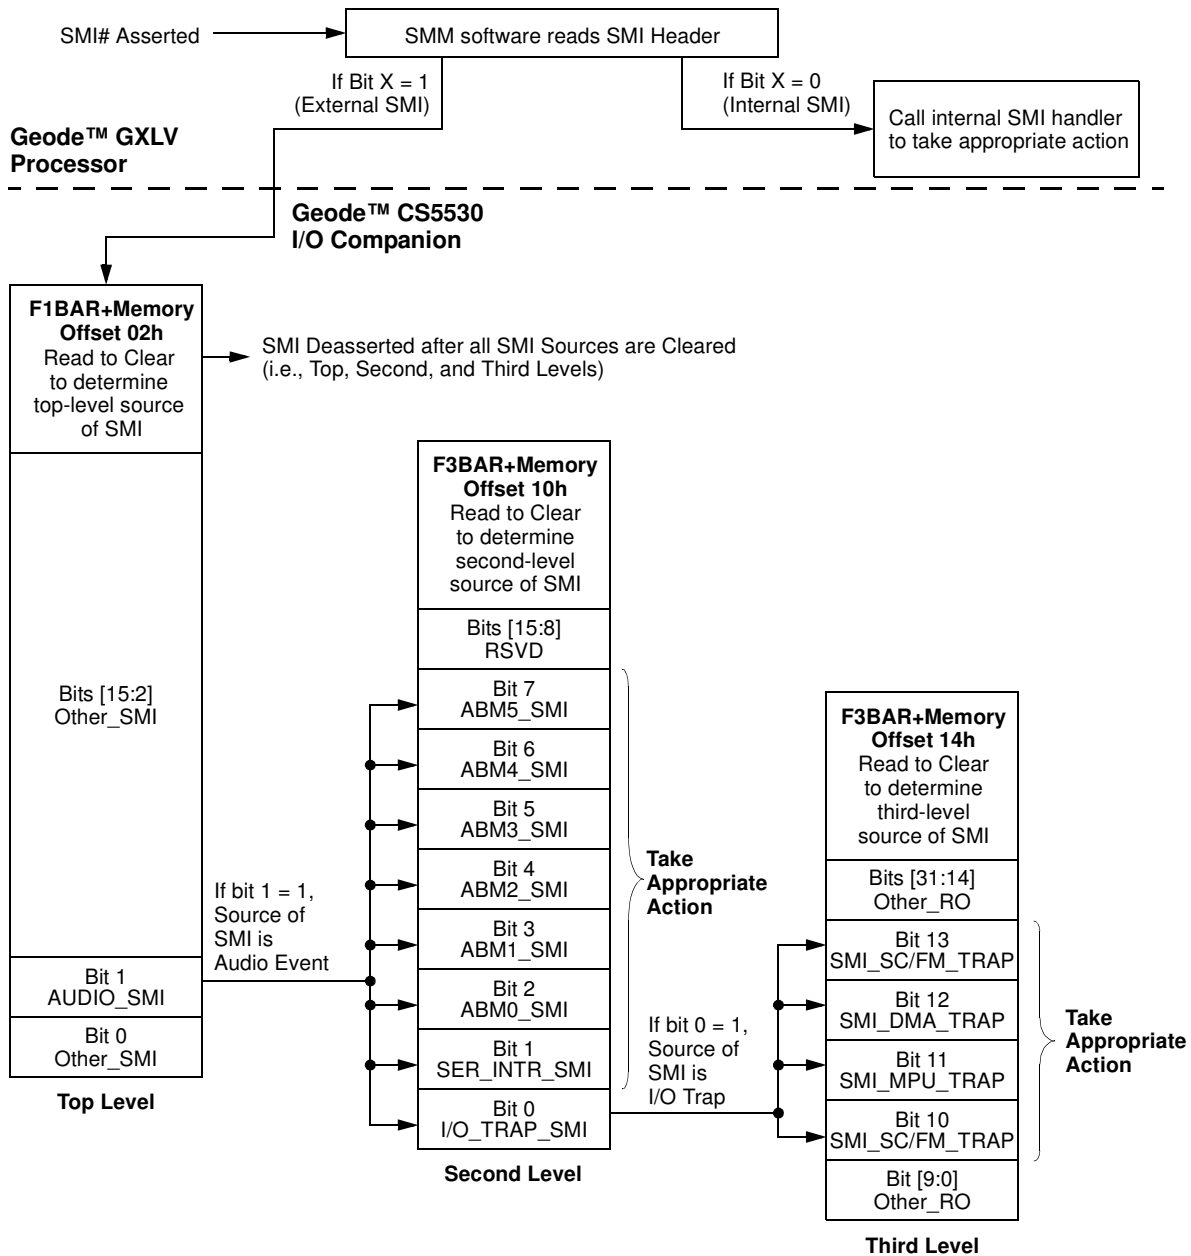 SMI# Asserted
SMM software reads SMI Header
If Bit X = 1
(External SMI)
If Bit X = 0
(Internal SMI)
Call internal SMI handler
to take appropriate action
Geode™ GXLV
Processor
Geode™ CS5530
I/O Companion
F1BAR+Memory
Offset 02h
Read to Clear
to determine
top-level source
of SMI
SMI Deasserted after all SMI Sources are Cleared
(i.e., Top, Second, and Third Levels)
Bits [15:2]
Other_SMI
Bit 1
AUDIO_SMI
Bit 0
Other_SMI
Top Level
If bit 1 = 1,
Source of
SMI is
Audio Event
F3BAR+Memory
Offset 10h
Read to Clear
to determine
second-level
source of SMI
Bits [15:8]
RSVD
Bit 7
ABM5_SMI
Bit 6
ABM4_SMI
Bit 5
ABM3_SMI
Bit 4
ABM2_SMI
Bit 3
ABM1_SMI
Bit 2
ABM0_SMI
Bit 1
SER_INTR_SMI
Bit 0
I/O_TRAP_SMI
Second Level
Take
Appropriate
Action
If bit 0 = 1,
Source of
SMI is
I/O Trap
F3BAR+Memory
Offset 14h
Read to Clear
to determine
third-level
source of SMI
Bits [31:14]
Other_RO
Bit 13
SMI_SC/FM_TRAP
Bit 12
SMI_DMA_TRAP
Bit 11
SMI_MPU_TRAP
Bit 10
SMI_SC/FM_TRAP
Bit [9:0]
Other_RO
Third Level
Take
Appropriate
Action